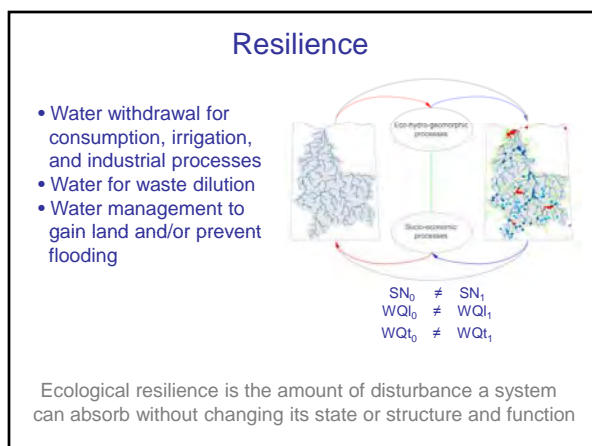 Resilience
• Water withdrawal for
consumption, irrigation,
and industrial processes
• Water for waste dilution
• Water management to
gain land and/or prevent
flooding
Eco-hydro-geomorphic
processes
Socio-economic
processes
SN₀ ≠ SN₁
WQl₀ ≠ WQl₁
WQt₀ ≠ WQt₁
Ecological resilience is the amount of disturbance a system
can absorb without changing its state or structure and function